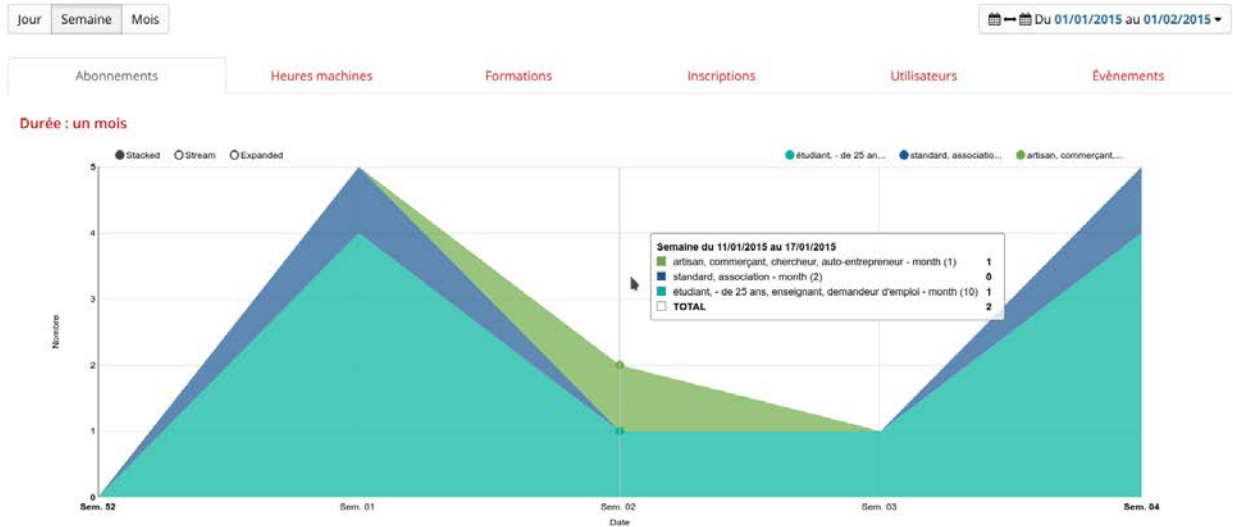 Jour Semaine Mois
Du 01/01/2015 au 01/02/2015
Abonnements Heures machines Formations Inscriptions Utilisateurs Évènements
Durée : un mois
Stacked Stream Expanded
étudiant, - de 25 an... standard, associatio... artisan, commerçant,...
5
4
Semaine du 11/01/2015 au 17/01/2015
artisan, commerçant, chercheur, auto-entrepreneur - month (1) 1
standard, association - month (2) 0
étudiant, - de 25 ans, enseignant, demandeur d'emploi - month (10) 1
TOTAL 2
3
Nombre
2
1
0
Sem. 52 Sem. 01 Sem. 02 Sem. 03 Sem. 04
Date